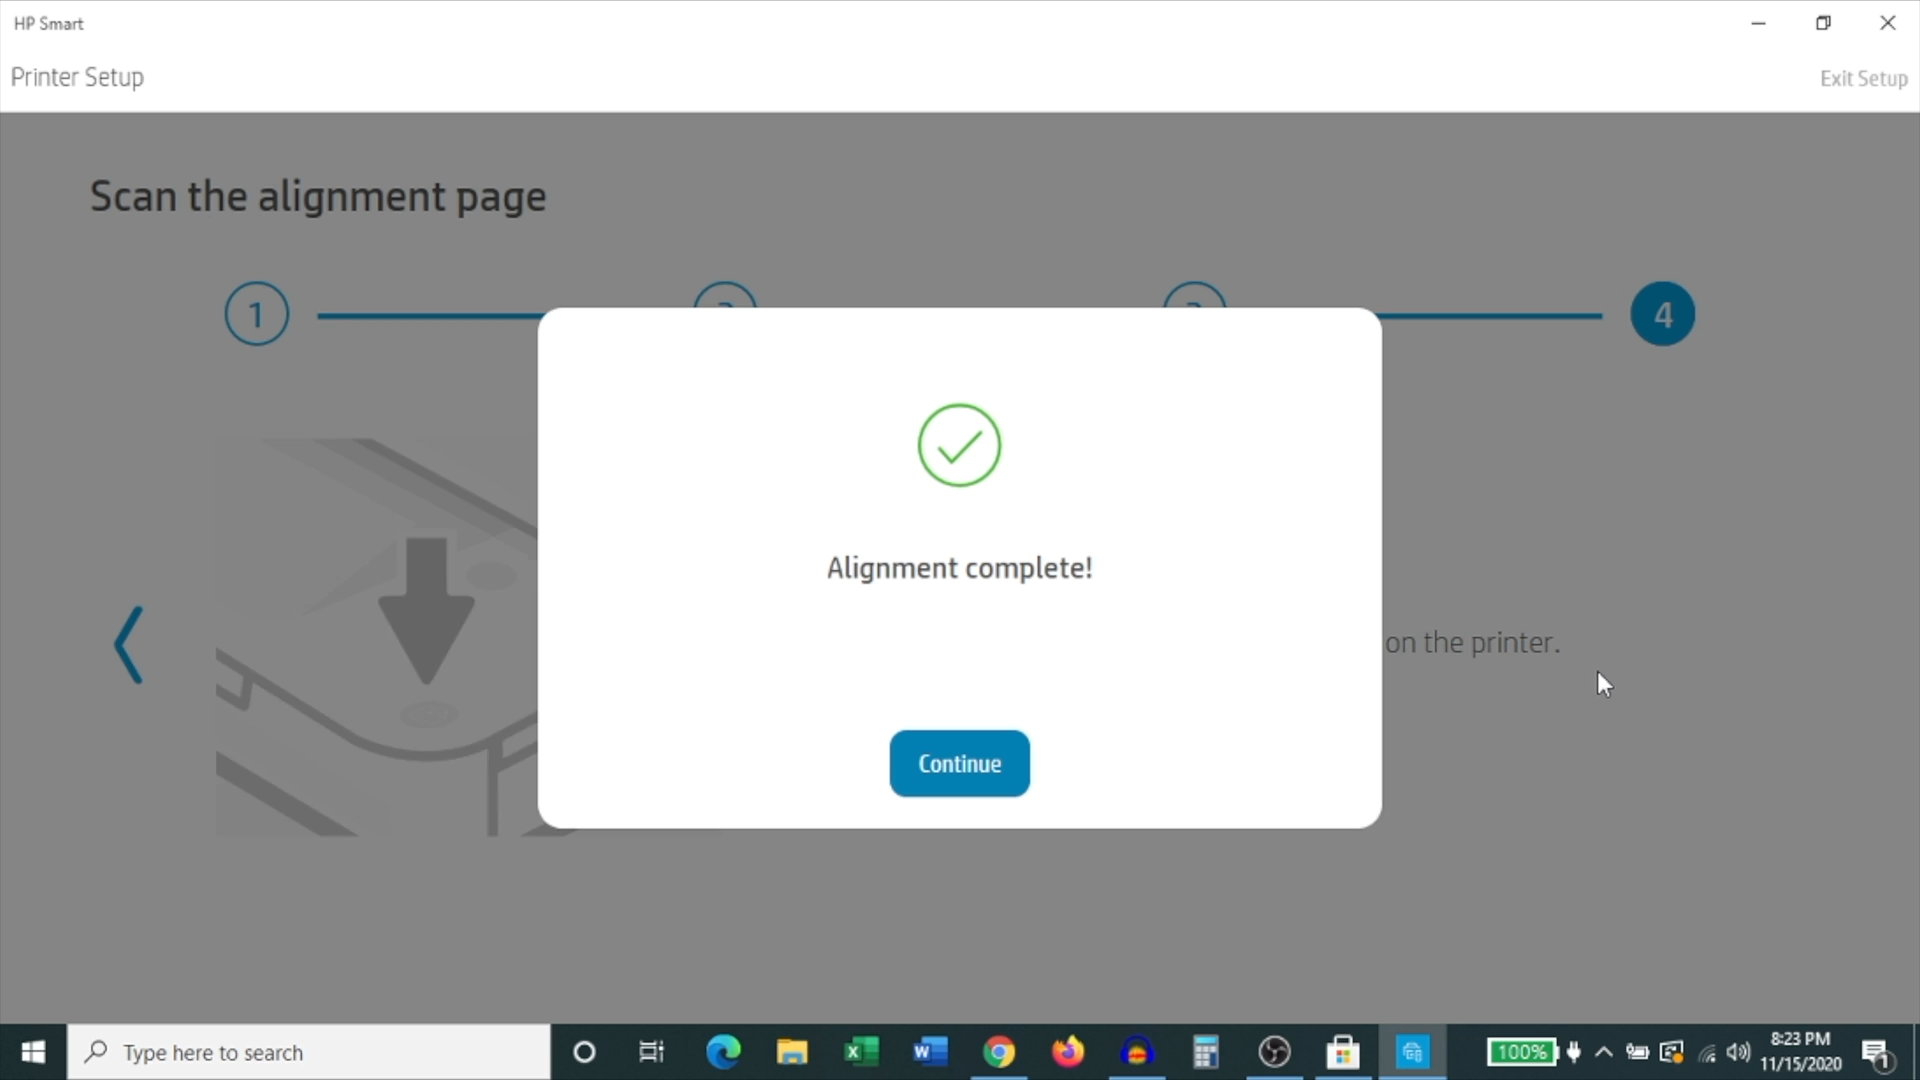 HP Smart
Printer Setup
Exit Setup
Scan the alignment page
1
4
Alignment complete!
on the printer.
Continue
Type here to search
100%
8:23 PM
11/15/2020
1